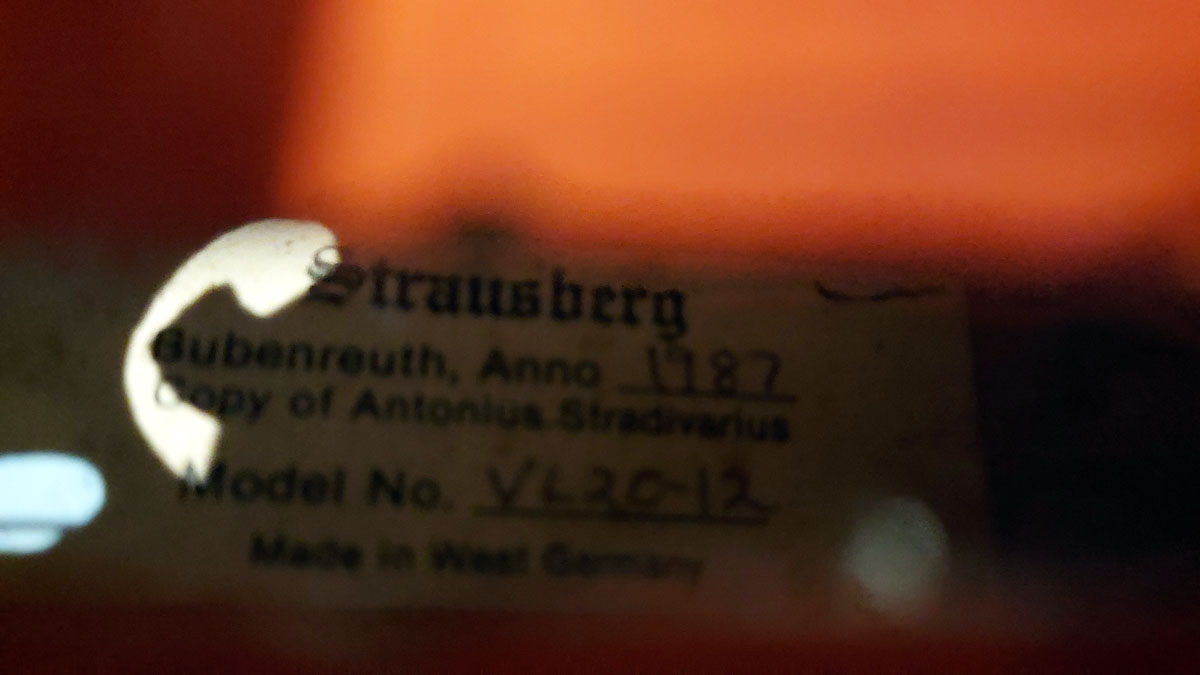 Strausberg
Bubenreuth, Anno 1987
Copy of Antonius Stradivarius
Model No. VL20-12
Made in West Germany